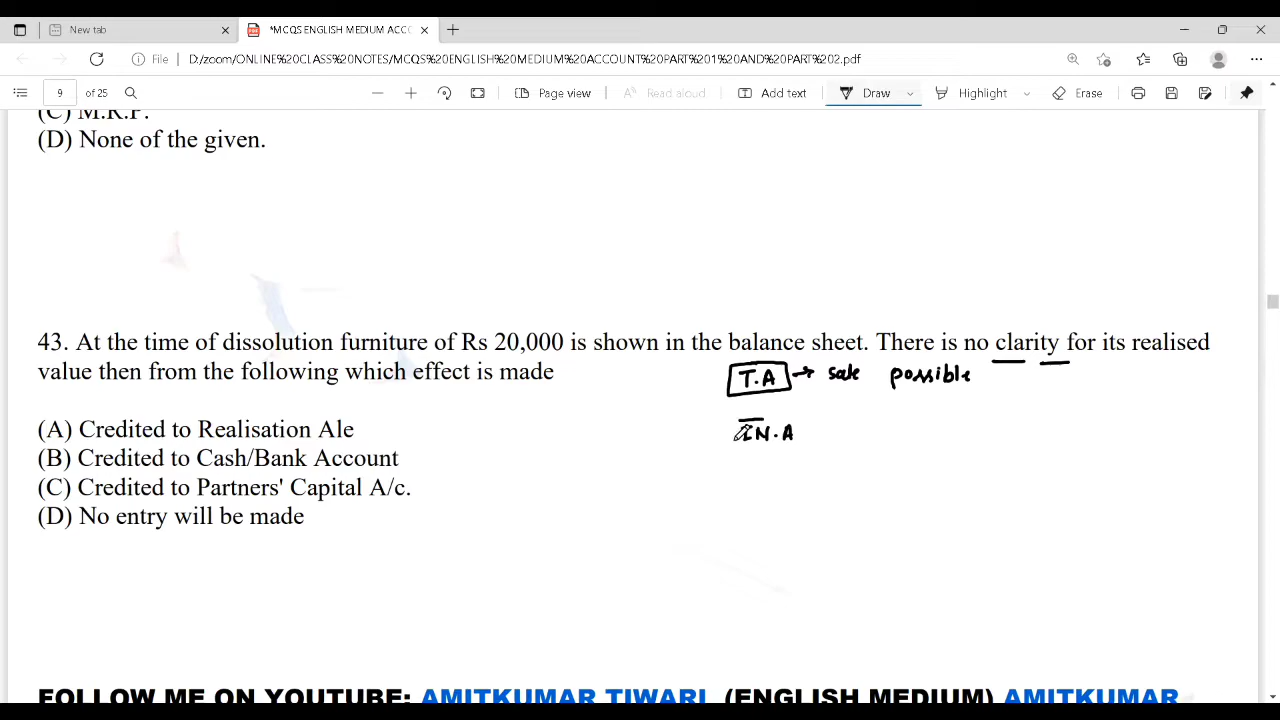 New tab
*MCQS ENGLISH MEDIUM ACCC
File D:/zoom/ONLINE%20CLASS%20NOTES/MCQS%20ENGLISH%20MEDIUM%20ACCOUNT%20PART%201%20AND%20PART%202.pdf
9 of 25 Page view Read aloud Add text Draw Highlight Erase
(C) M.R.P.
(D) None of the given.
43. At the time of dissolution furniture of Rs 20,000 is shown in the balance sheet. There is no clarity for its realised
value then from the following which effect is made
T.A → sale possible
(A) Credited to Realisation Ale
IN.A
(B) Credited to Cash/Bank Account
(C) Credited to Partners' Capital A/c.
(D) No entry will be made
FOLLOW ME ON YOUTUBE: AMITKUMAR TIWARI (ENGLISH MEDIUM) AMITKUMAR